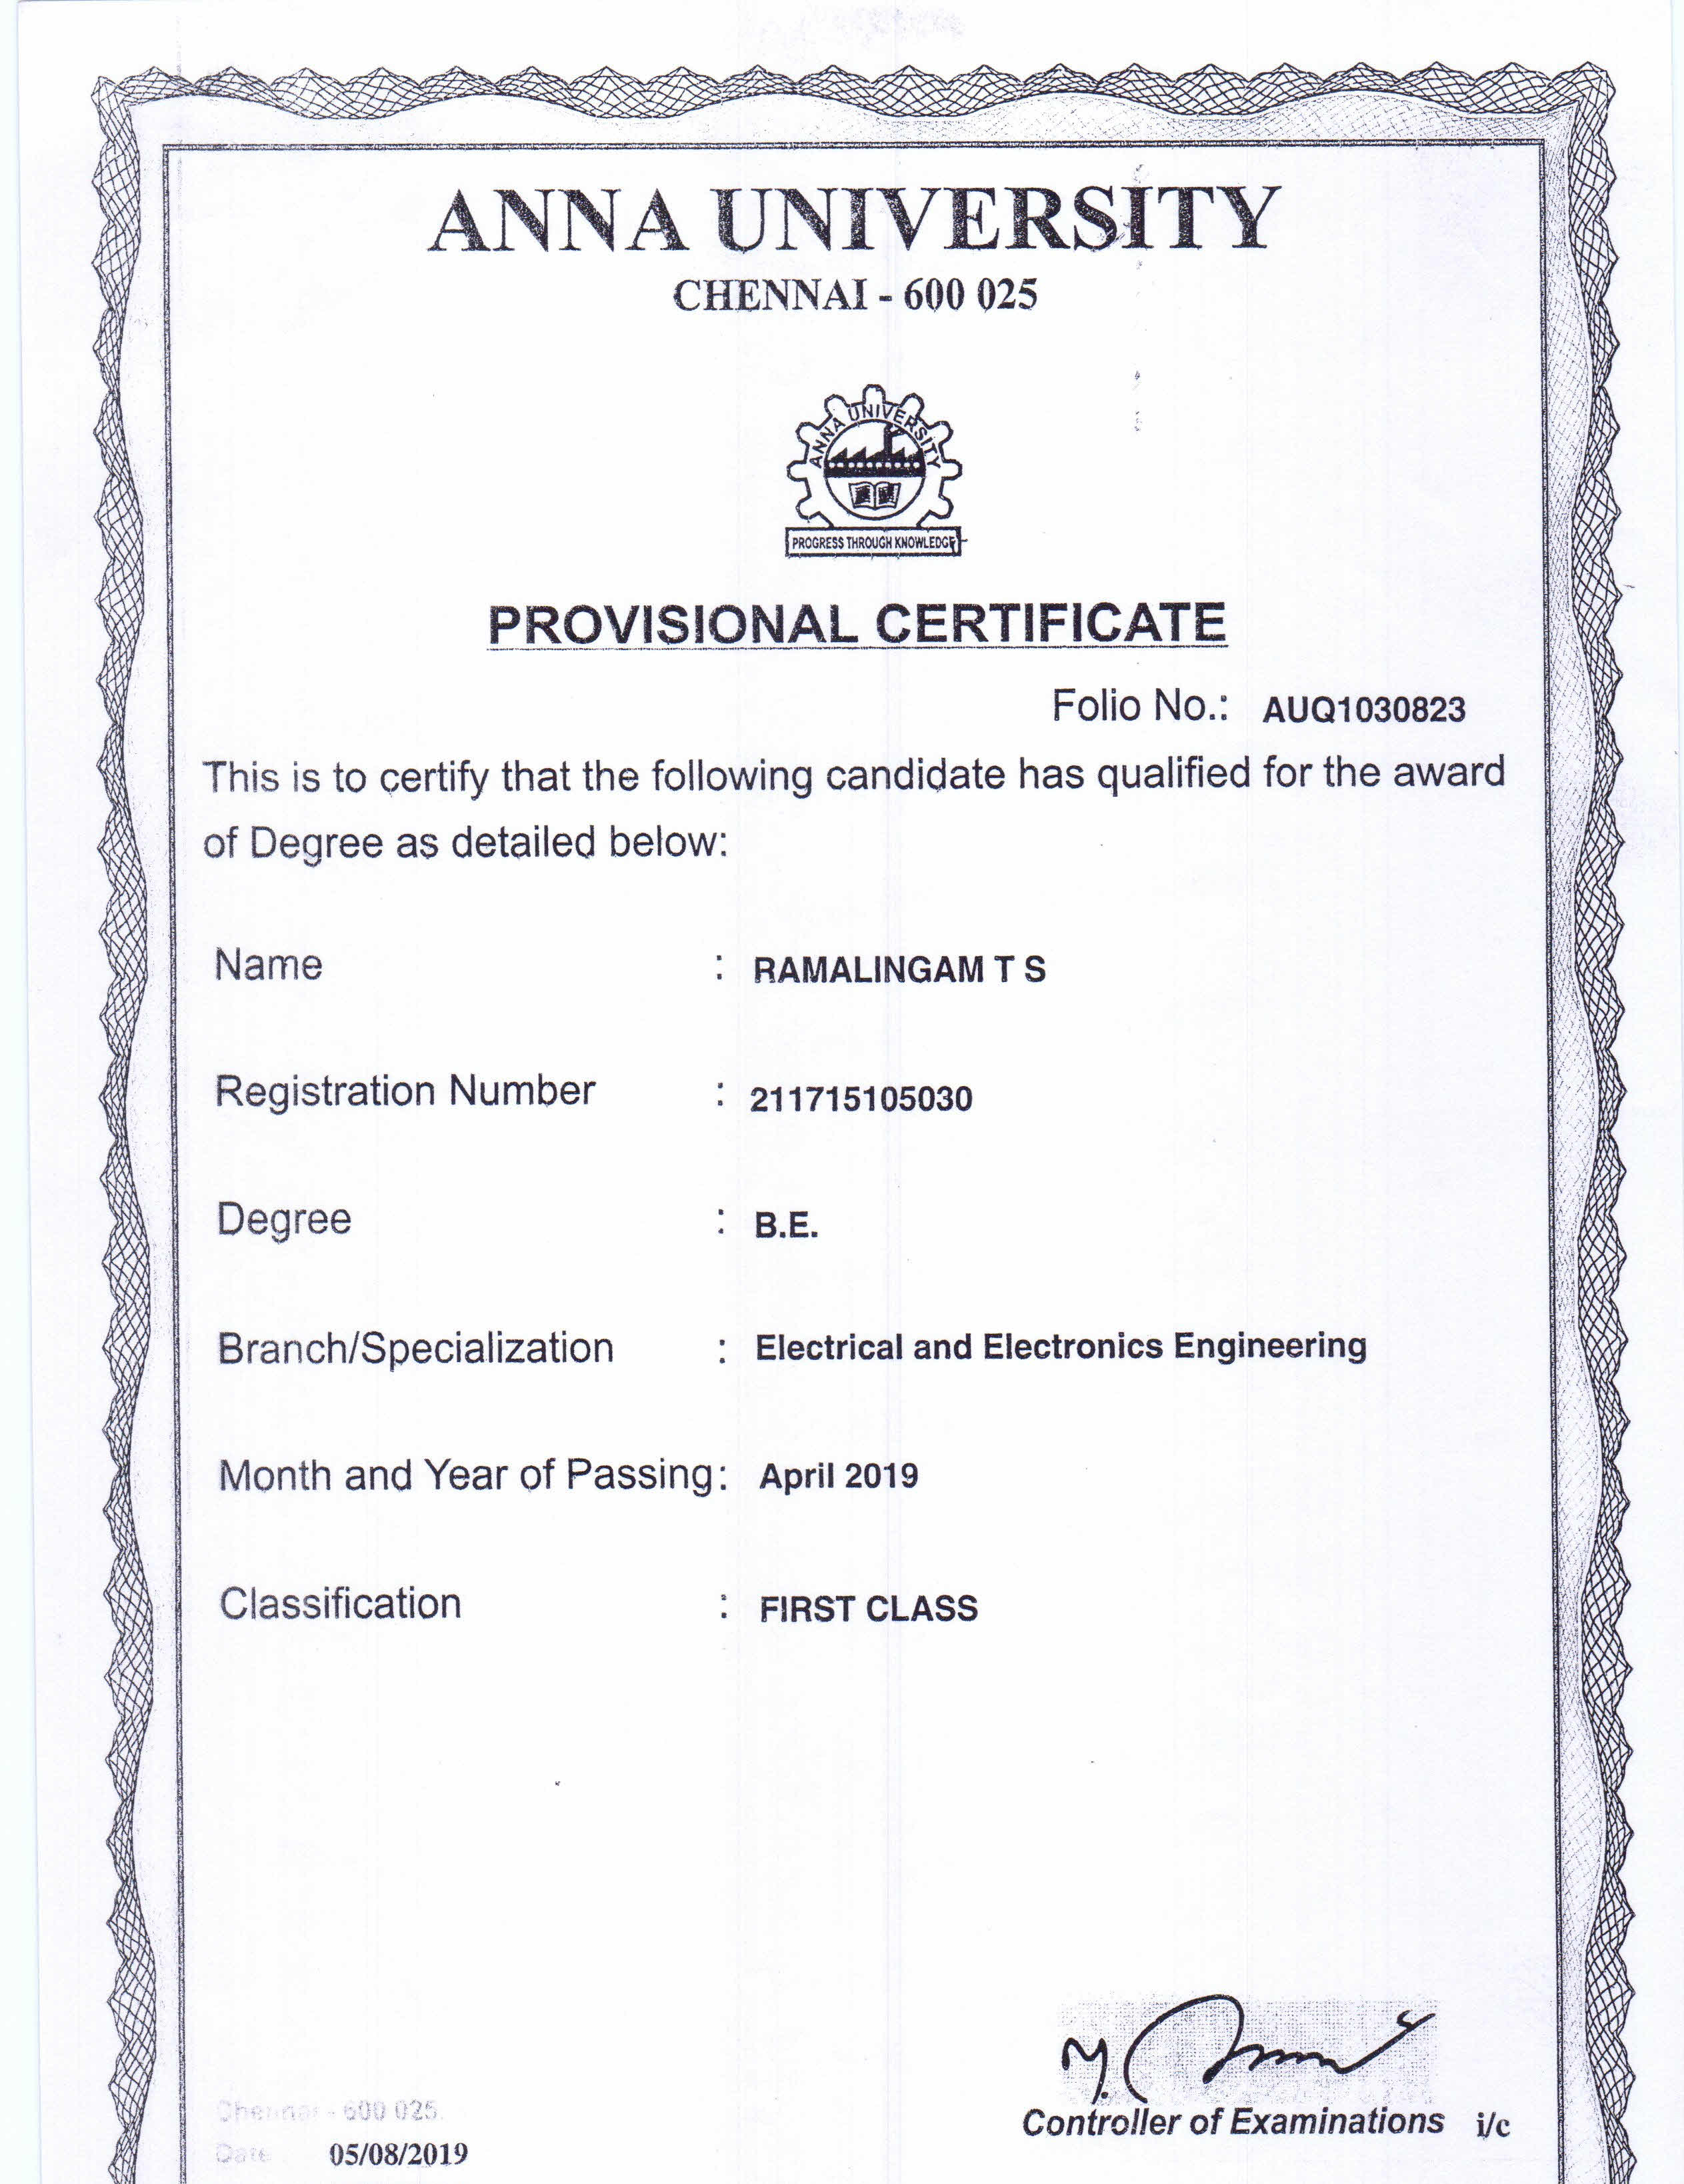 ANNA UNIVERSITY
CHENNAI - 600 025
ANNA UNIVERSITY
PROGRESS THROUGH KNOWLEDGE
PROVISIONAL CERTIFICATE
Folio No.: AUQ1030823
This is to certify that the following candidate has qualified for the award
of Degree as detailed below:
Name : RAMALINGAM T S
Registration Number : 211715105030
Degree : B.E.
Branch/Specialization : Electrical and Electronics Engineering
Month and Year of Passing : April 2019
Classification : FIRST CLASS
Chennai - 600 025.
Date 05/08/2019
Controller of Examinations i/c